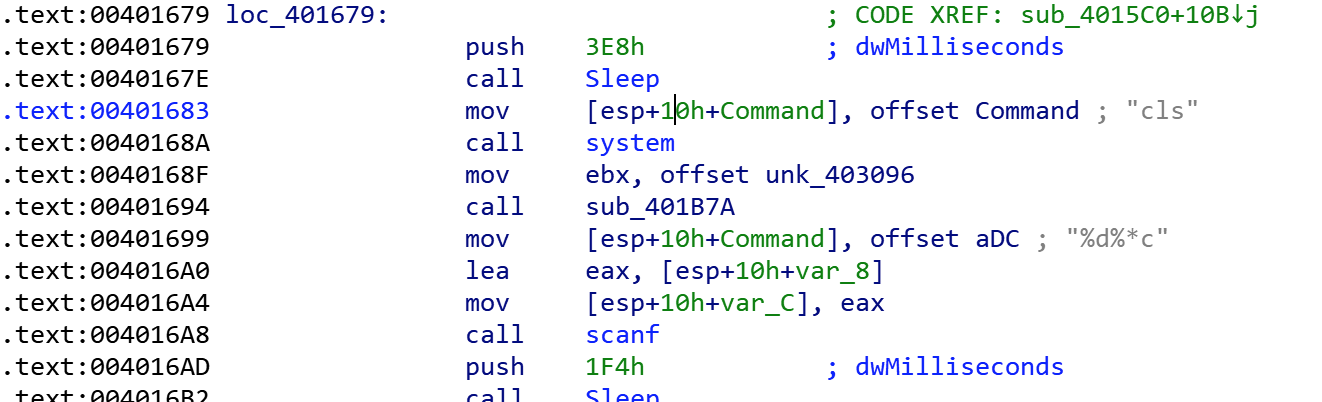 .text:00401679 loc_401679: ; CODE XREF: sub_4015C0+10B↓j
.text:00401679 push 3E8h ; dwMilliseconds
.text:0040167E call Sleep
.text:00401683 mov [esp+10h+Command], offset Command ; "cls"
.text:0040168A call system
.text:0040168F mov ebx, offset unk_403096
.text:00401694 call sub_401B7A
.text:00401699 mov [esp+10h+Command], offset aDC ; "%d%*c"
.text:004016A0 lea eax, [esp+10h+var_8]
.text:004016A4 mov [esp+10h+var_C], eax
.text:004016A8 call scanf
.text:004016AD push 1F4h ; dwMilliseconds
.text:004016B2 call Sleep